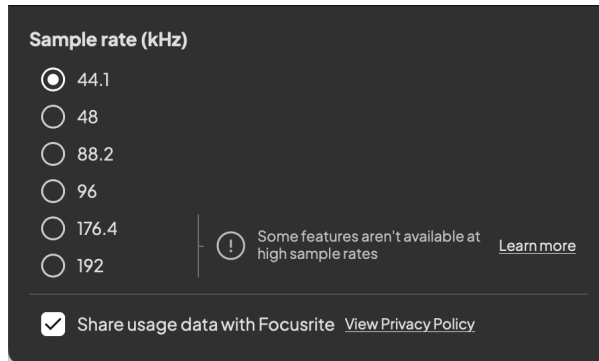 Sample rate (kHz)
44.1
48
88.2
96
176.4
192
Some features aren't available at
high sample rates
Learn more
Share usage data with Focusrite View Privacy Policy